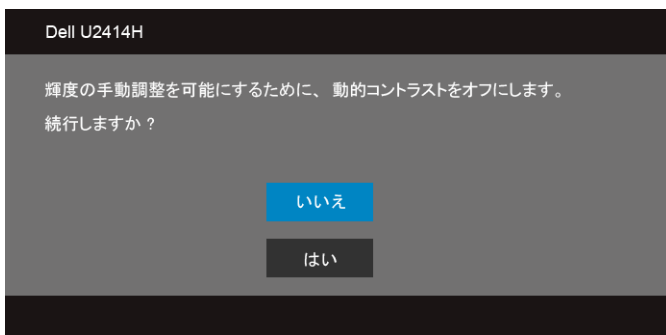 Dell U2414H
輝度の手動調整を可能にするために、動的コントラストをオフにします。
続行しますか ?
いいえ
はい